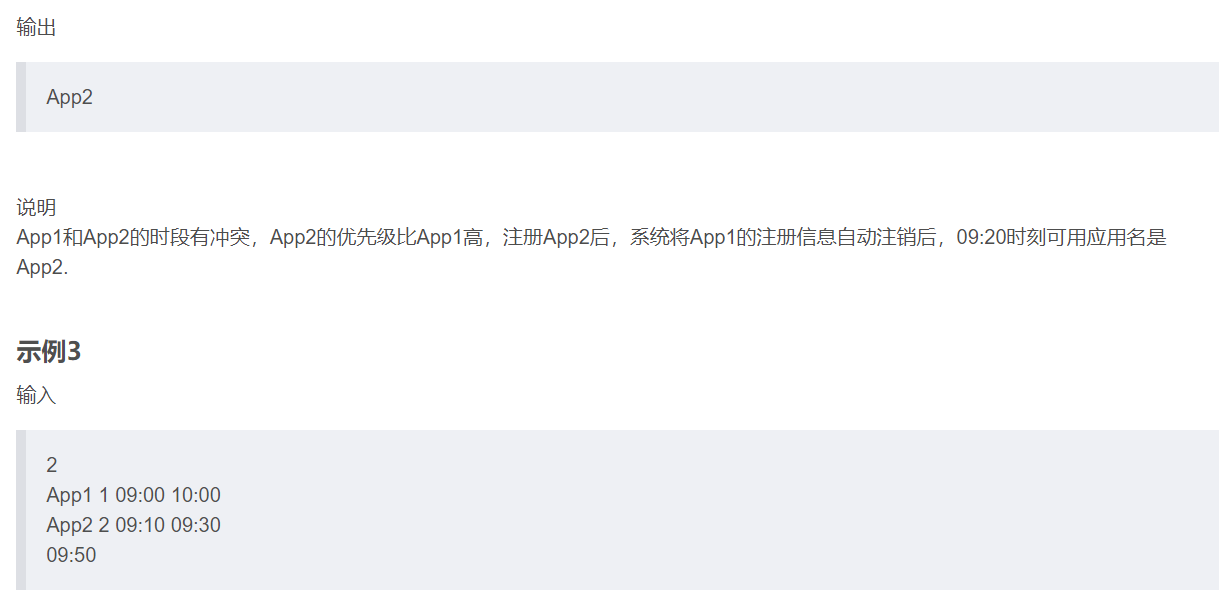 输出
App2
说明
App1和App2的时段有冲突，App2的优先级比App1高，注册App2后，系统将App1的注册信息自动注销后，09:20时刻可用应用名是
App2.
示例3
输入
2
App1 1 09:00 10:00
App2 2 09:10 09:30
09:50